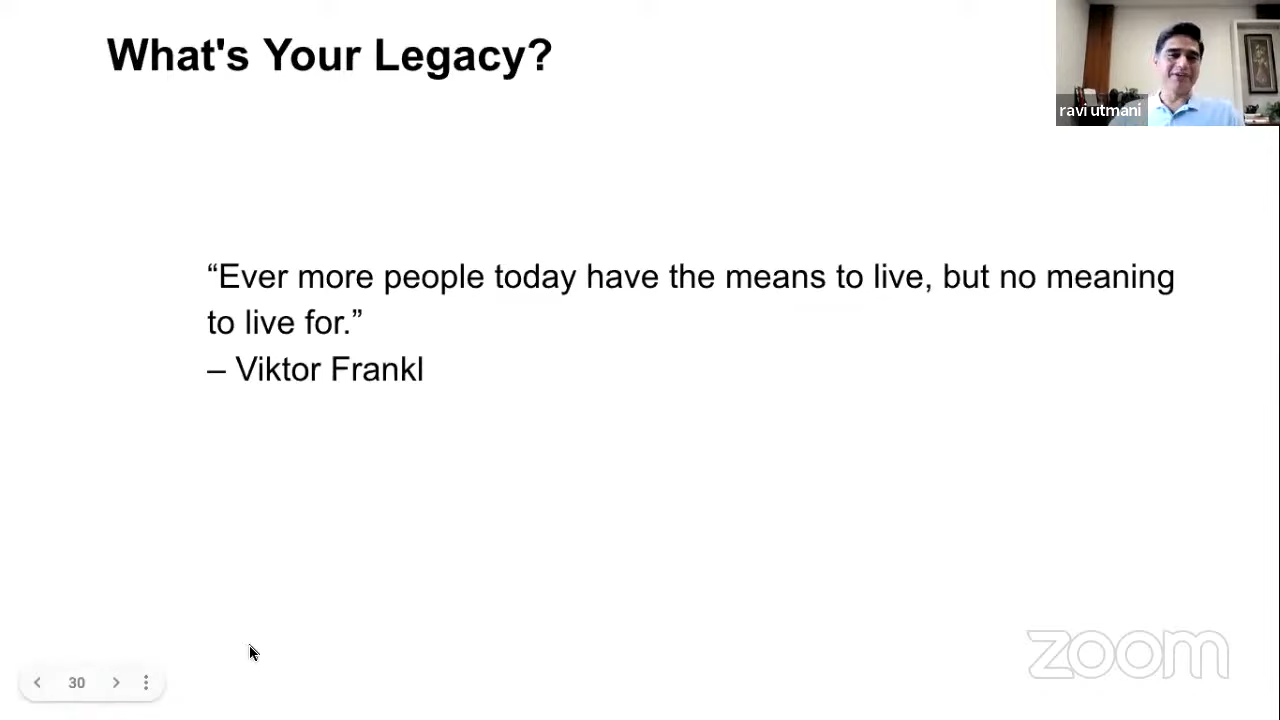 What's Your Legacy?
ravi utmani
“Ever more people today have the means to live, but no meaning
to live for.”
– Viktor Frankl
zoom
30